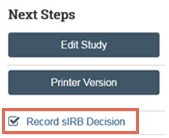 Next Steps
Edit Study
Printer Version
Record sIRB Decision